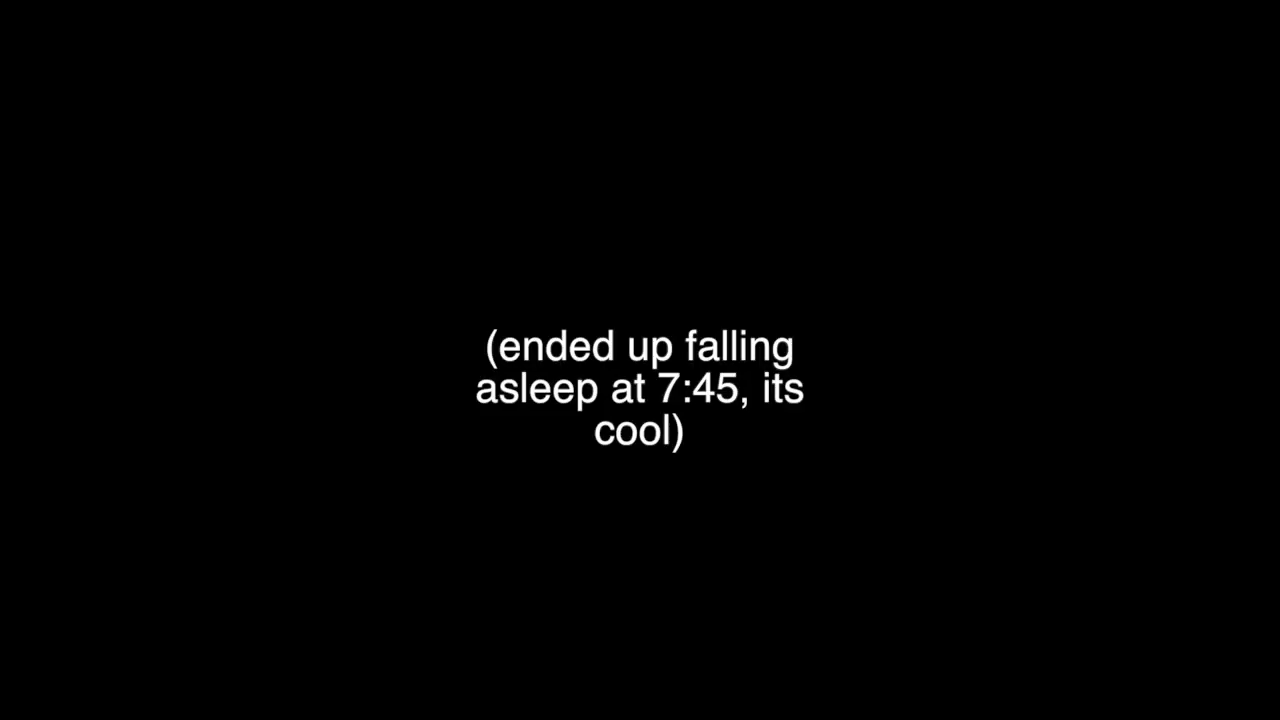 (ended up falling
asleep at 7:45, its
cool)